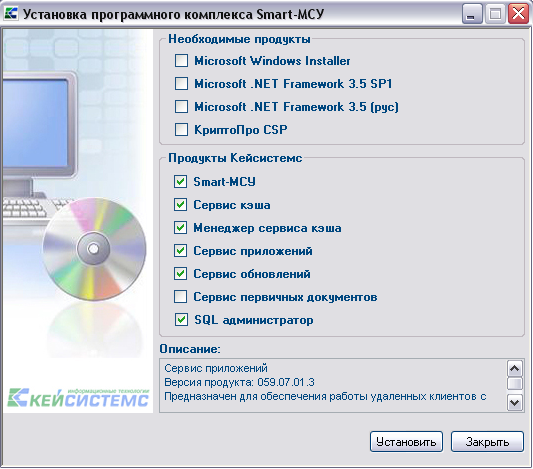 Установка программного комплекса Smart-МСУ
Необходимые продукты
Microsoft Windows Installer
Microsoft .NET Framework 3.5 SP1
Microsoft .NET Framework 3.5 (рус)
КриптоПро CSP
Продукты Кейсистемс
Smart-МСУ
Сервис кэша
Менеджер сервиса кэша
Сервис приложений
Сервис обновлений
Сервис первичных документов
SQL администратор
Описание:
Сервис приложений
Версия продукта: 059.07.01.3
Предназначен для обеспечения работы удаленных клиентов с
информационные технологии
КЕЙСИСТЕМС
Установить
Закрыть